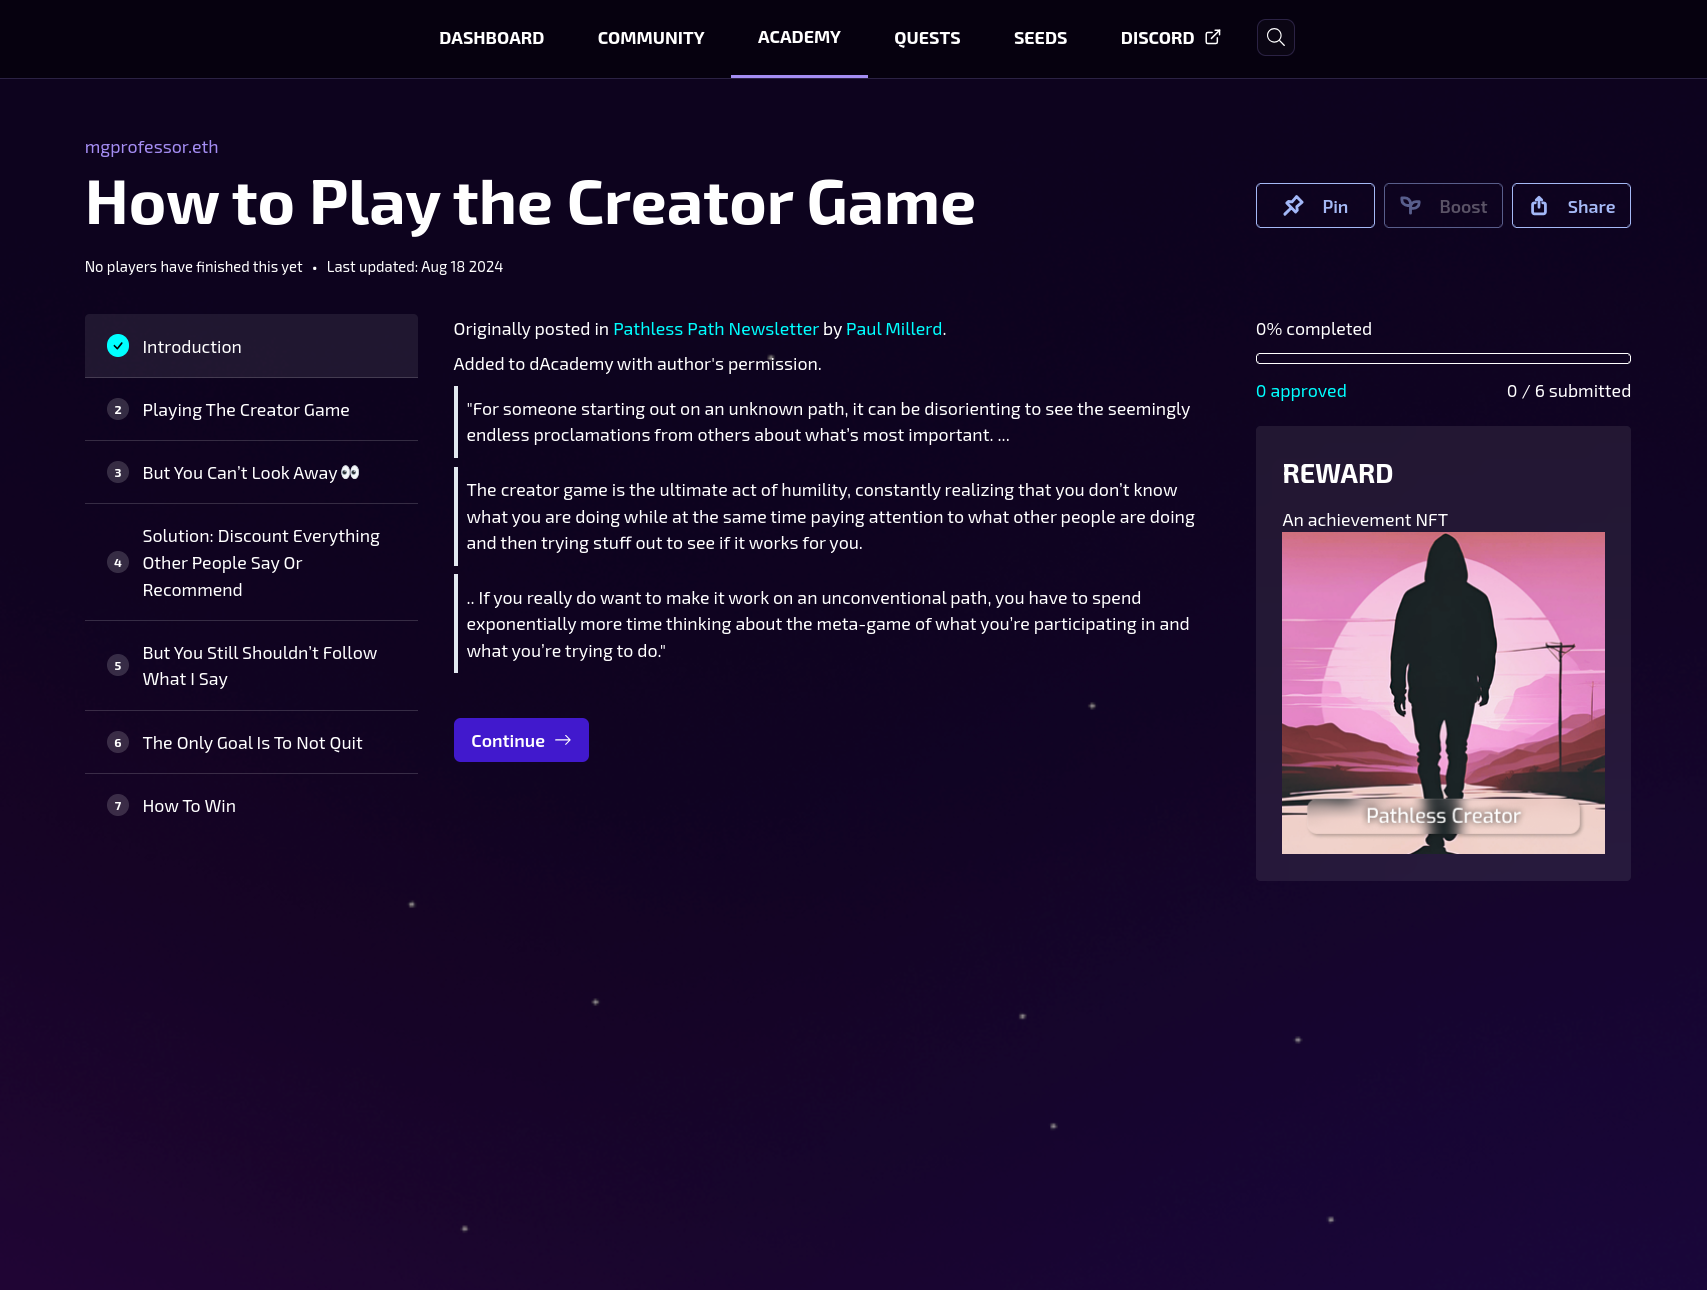 DASHBOARD COMMUNITY ACADEMY QUESTS SEEDS DISCORD
mgprofessor.eth
How to Play the Creator Game
Pin Boost Share
No players have finished this yet • Last updated: Aug 18 2024
Introduction
2 Playing The Creator Game
3 But You Can’t Look Away 👀
4 Solution: Discount Everything
Other People Say Or
Recommend
5 But You Still Shouldn’t Follow
What I Say
6 The Only Goal Is To Not Quit
7 How To Win
Originally posted in Pathless Path Newsletter by Paul Millerd.
Added to dAcademy with author's permission.
"For someone starting out on an unknown path, it can be disorienting to see the seemingly
endless proclamations from others about what’s most important. ...
The creator game is the ultimate act of humility, constantly realizing that you don’t know
what you are doing while at the same time paying attention to what other people are doing
and then trying stuff out to see if it works for you.
.. If you really do want to make it work on an unconventional path, you have to spend
exponentially more time thinking about the meta-game of what you’re participating in and
what you’re trying to do."
Continue
0% completed
0 approved 0 / 6 submitted
REWARD
An achievement NFT
Pathless Creator